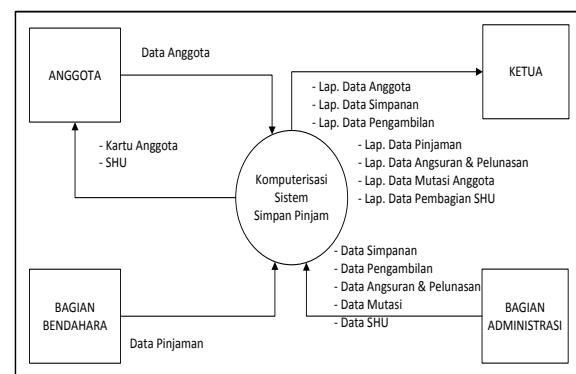 ANGGOTA
Data Anggota
KETUA
- Lap. Data Anggota
- Lap. Data Simpanan
- Lap. Data Pengambilan
- Kartu Anggota
- SHU
- Lap. Data Pinjaman
- Lap. Data Angsuran & Pelunasan
- Lap. Data Mutasi Anggota
- Lap. Data Pembagian SHU
Komputerisasi
Sistem
Simpan Pinjam
- Data Simpanan
- Data Pengambilan
- Data Angsuran & Pelunasan
- Data Mutasi
- Data SHU
BAGIAN
BENDAHARA
Data Pinjaman
BAGIAN
ADMINISTRASI